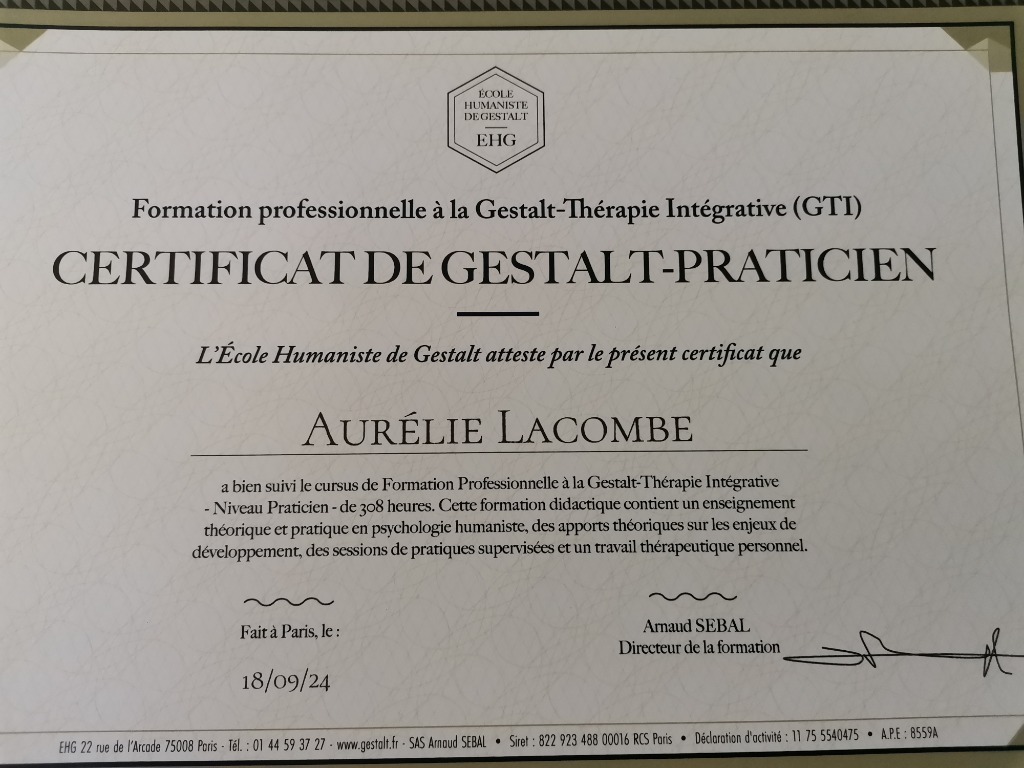 ÉCOLE
HUMANISTE
DE GESTALT
EHG
Formation professionnelle à la Gestalt-Thérapie Intégrative (GTI)
CERTIFICAT DE GESTALT-PRATICIEN
L'École Humaniste de Gestalt atteste par le présent certificat que
AURÉLIE LACOMBE
a bien suivi le cursus de Formation Professionnelle à la Gestalt-Thérapie Intégrative
- Niveau Praticien - de 308 heures. Cette formation didactique contient un enseignement
théorique et pratique en psychologie humaniste, des apports théoriques sur les enjeux de
développement, des sessions de pratiques supervisées et un travail thérapeutique personnel.
Fait à Paris, le :
18/09/24
Arnaud SEBAL
Directeur de la formation
EHG 22 rue de l'Arcade 75008 Paris - Tél. : 01 44 59 37 27 - www.gestalt.fr - SAS Arnaud SEBAL • Siret : 822 923 488 00016 RCS Paris • Déclaration d'activité : 11 75 5540475 • A.P.E : 8559A